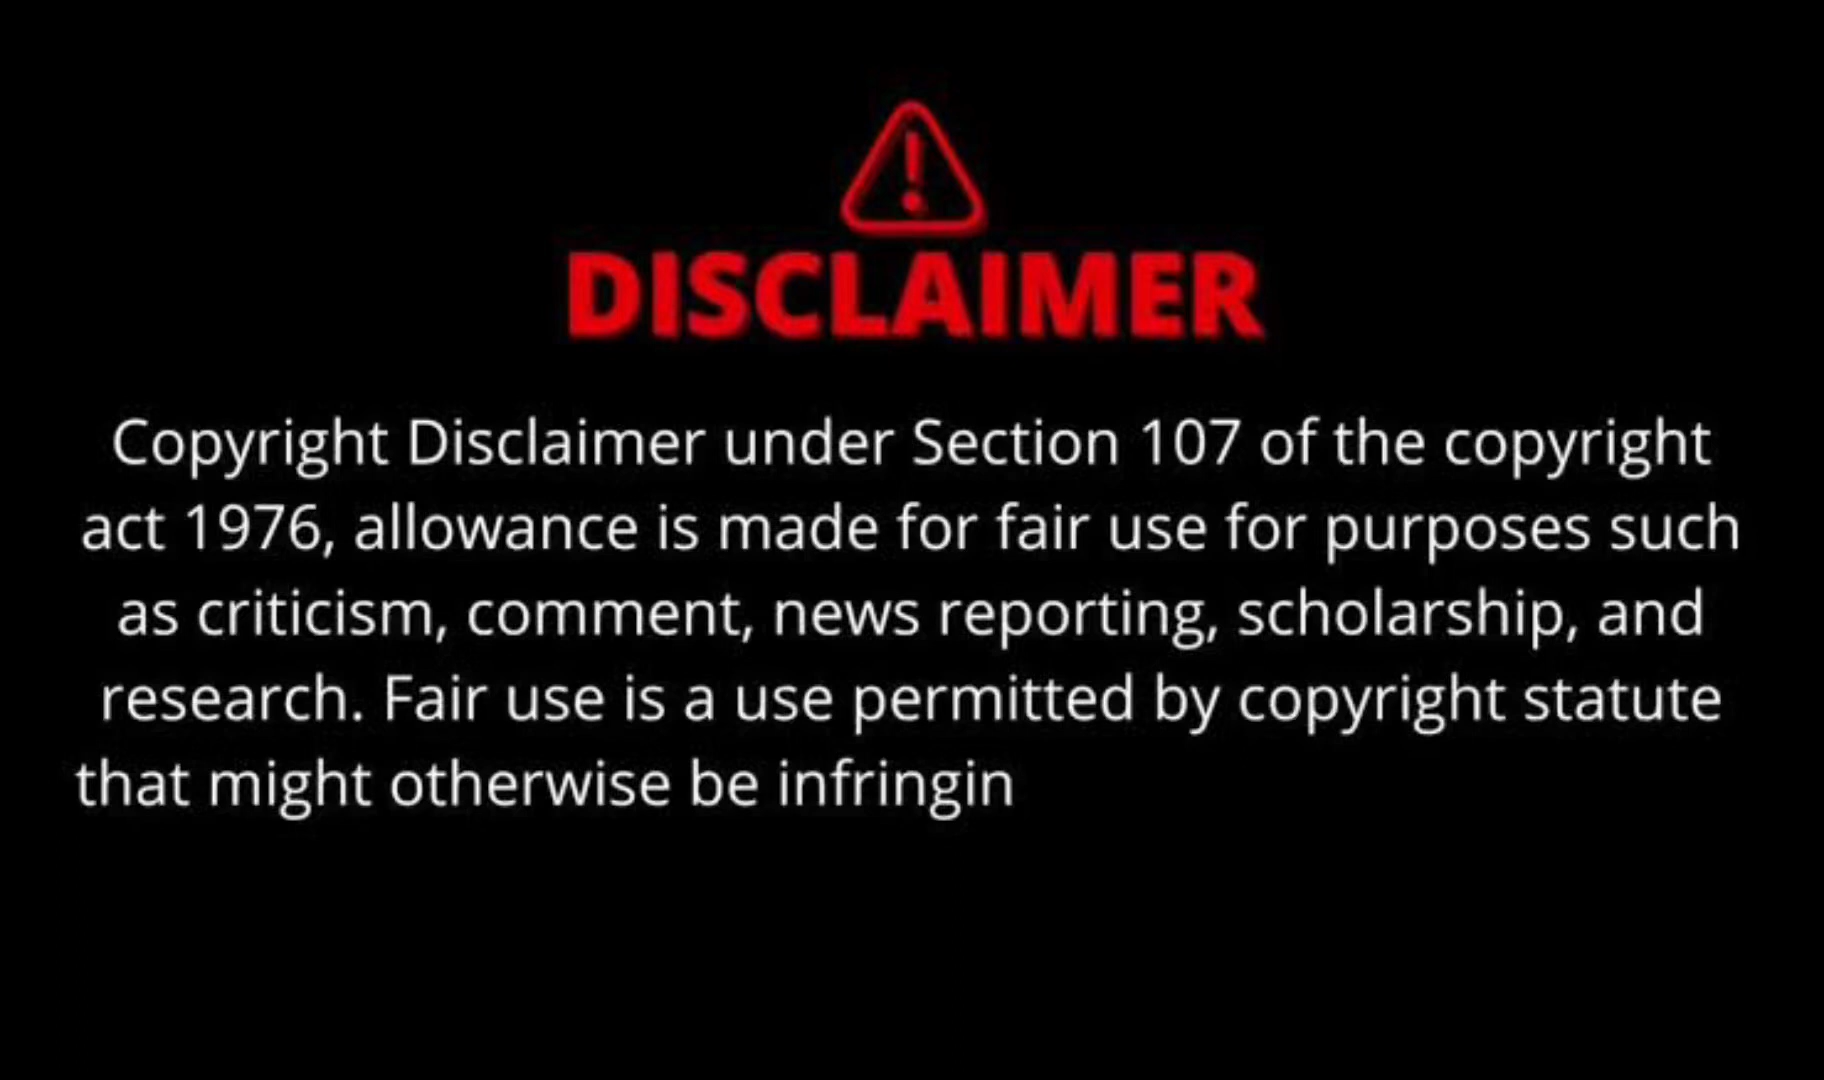 DISCLAIMER
Copyright Disclaimer under Section 107 of the copyright
act 1976, allowance is made for fair use for purposes such
as criticism, comment, news reporting, scholarship, and
research. Fair use is a use permitted by copyright statute
that might otherwise be infringin